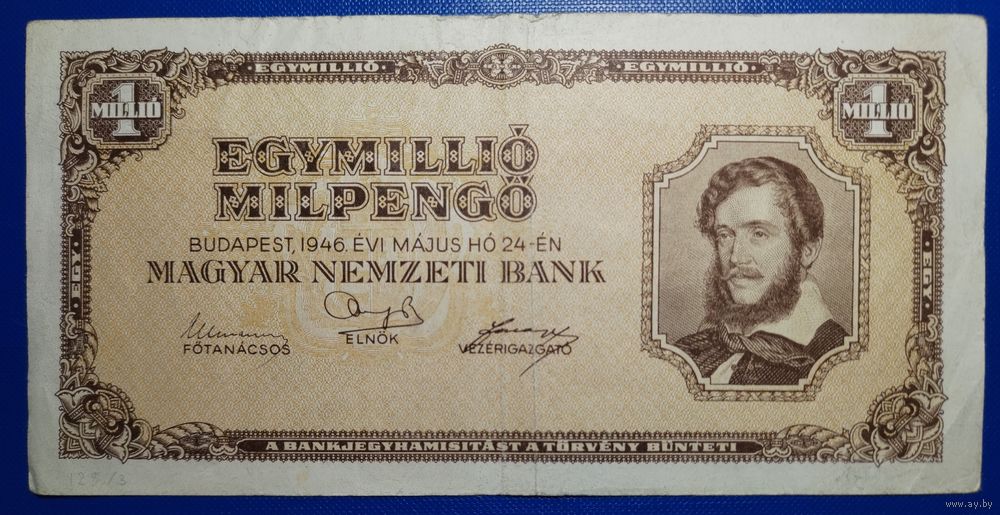 · EGYMILLIÓ ·
· EGYMILLIÓ ·
1
MILLIÓ
1
MILLIÓ
EGYMILLIÓ
MILPENGŐ
BUDAPEST, 1946. ÉVI MÁJUS HÓ 24-ÉN
MAGYAR NEMZETI BANK
FŐTANÁCSOS
ELNÖK
VEZÉRIGAZGATÓ
· EGY ·
· EGY ·
A BANKJEGYHAMISITÁST A TÖRVÉNY BÜNTETI
www.ay.by